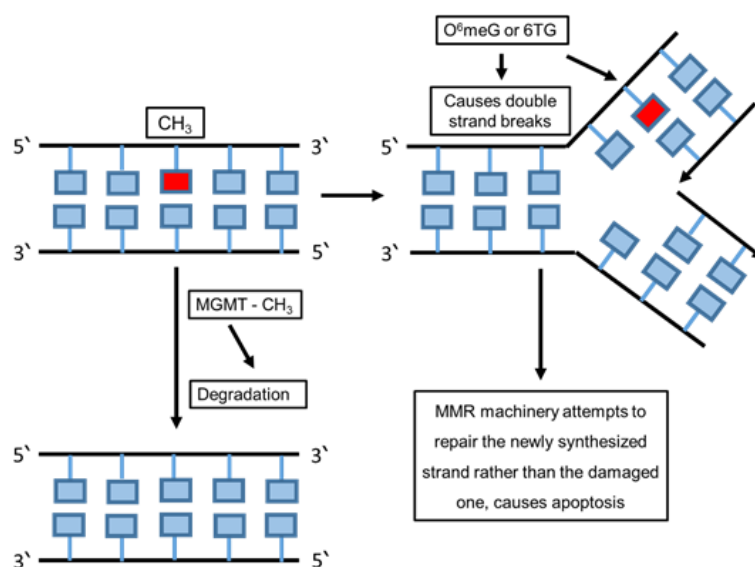 O⁶meG or 6TG
Causes double
strand breaks
CH₃
5` 3` 5`
3` 5` 3`
MGMT - CH₃
Degradation
MMR machinery attempts to
repair the newly synthesized
strand rather than the damaged
one, causes apoptosis
5` 3`
3` 5`